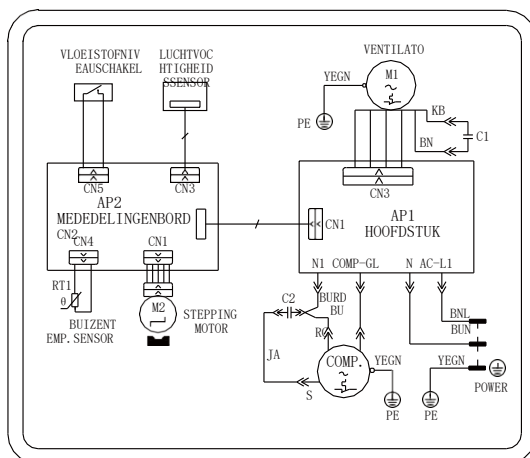 VLOEISTOFNIV
EAUSCHAKEL
LUCHTVOC
HTIGHEID
SSENSOR
VENTILATO
YEGN
M1
PE
KB
BN
C1
CN5
CN3
AP2
MEDEDELINGENBORD
CN2
CN4
CN1
CN1
CN3
AP1
HOOFDSTUK
N1 COMP-GL N AC-L1
RT1
θ
BUIZENT
EMP.SENSOR
M2
STEPPING
MOTOR
C2
BURD
BU
JA
S
COMP.
YEGN
PE
BNL
BUN
YEGN
PE
POWER